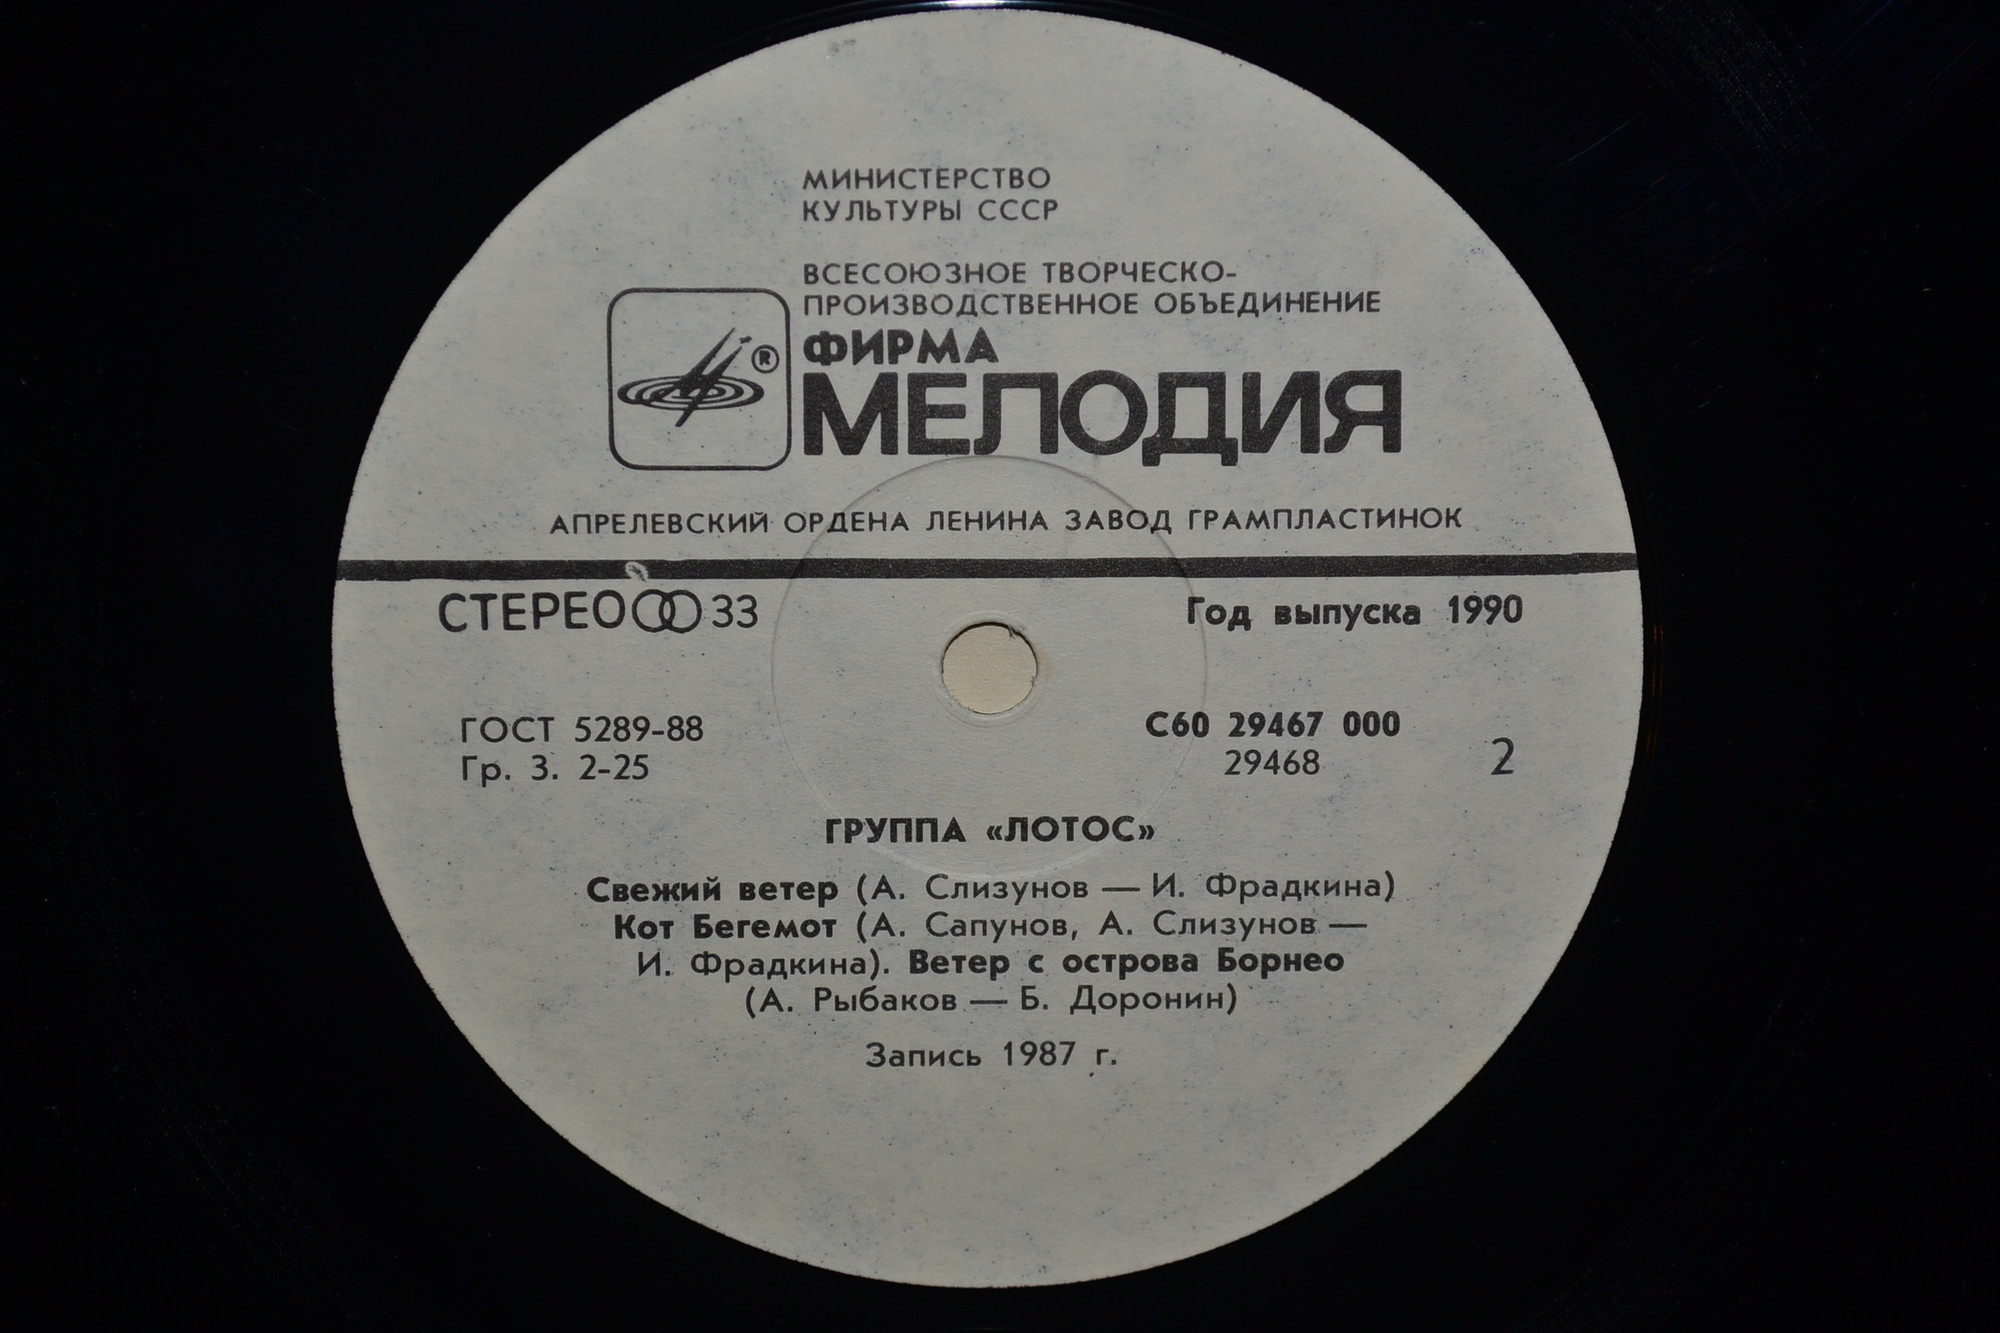 МИНИСТЕРСТВО
КУЛЬТУРЫ СССР
ВСЕСОЮЗНОЕ ТВОРЧЕСКО-
ПРОИЗВОДСТВЕННОЕ ОБЪЕДИНЕНИЕ
ФИРМА
®
МЕЛОДИЯ
АПРЕЛЕВСКИЙ ОРДЕНА ЛЕНИНА ЗАВОД ГРАМПЛАСТИНОК
СТЕРЕО 33
Год выпуска 1990
ГОСТ 5289-88
Гр. 3. 2-25
С60 29467 000
29468
2
ГРУППА «ЛОТОС»
Свежий ветер (А. Слизунов — И. Фрадкина)
Кот Бегемот (А. Сапунов, А. Слизунов —
И. Фрадкина). Ветер с острова Борнео
(А. Рыбаков — Б. Доронин)
Запись 1987 г.